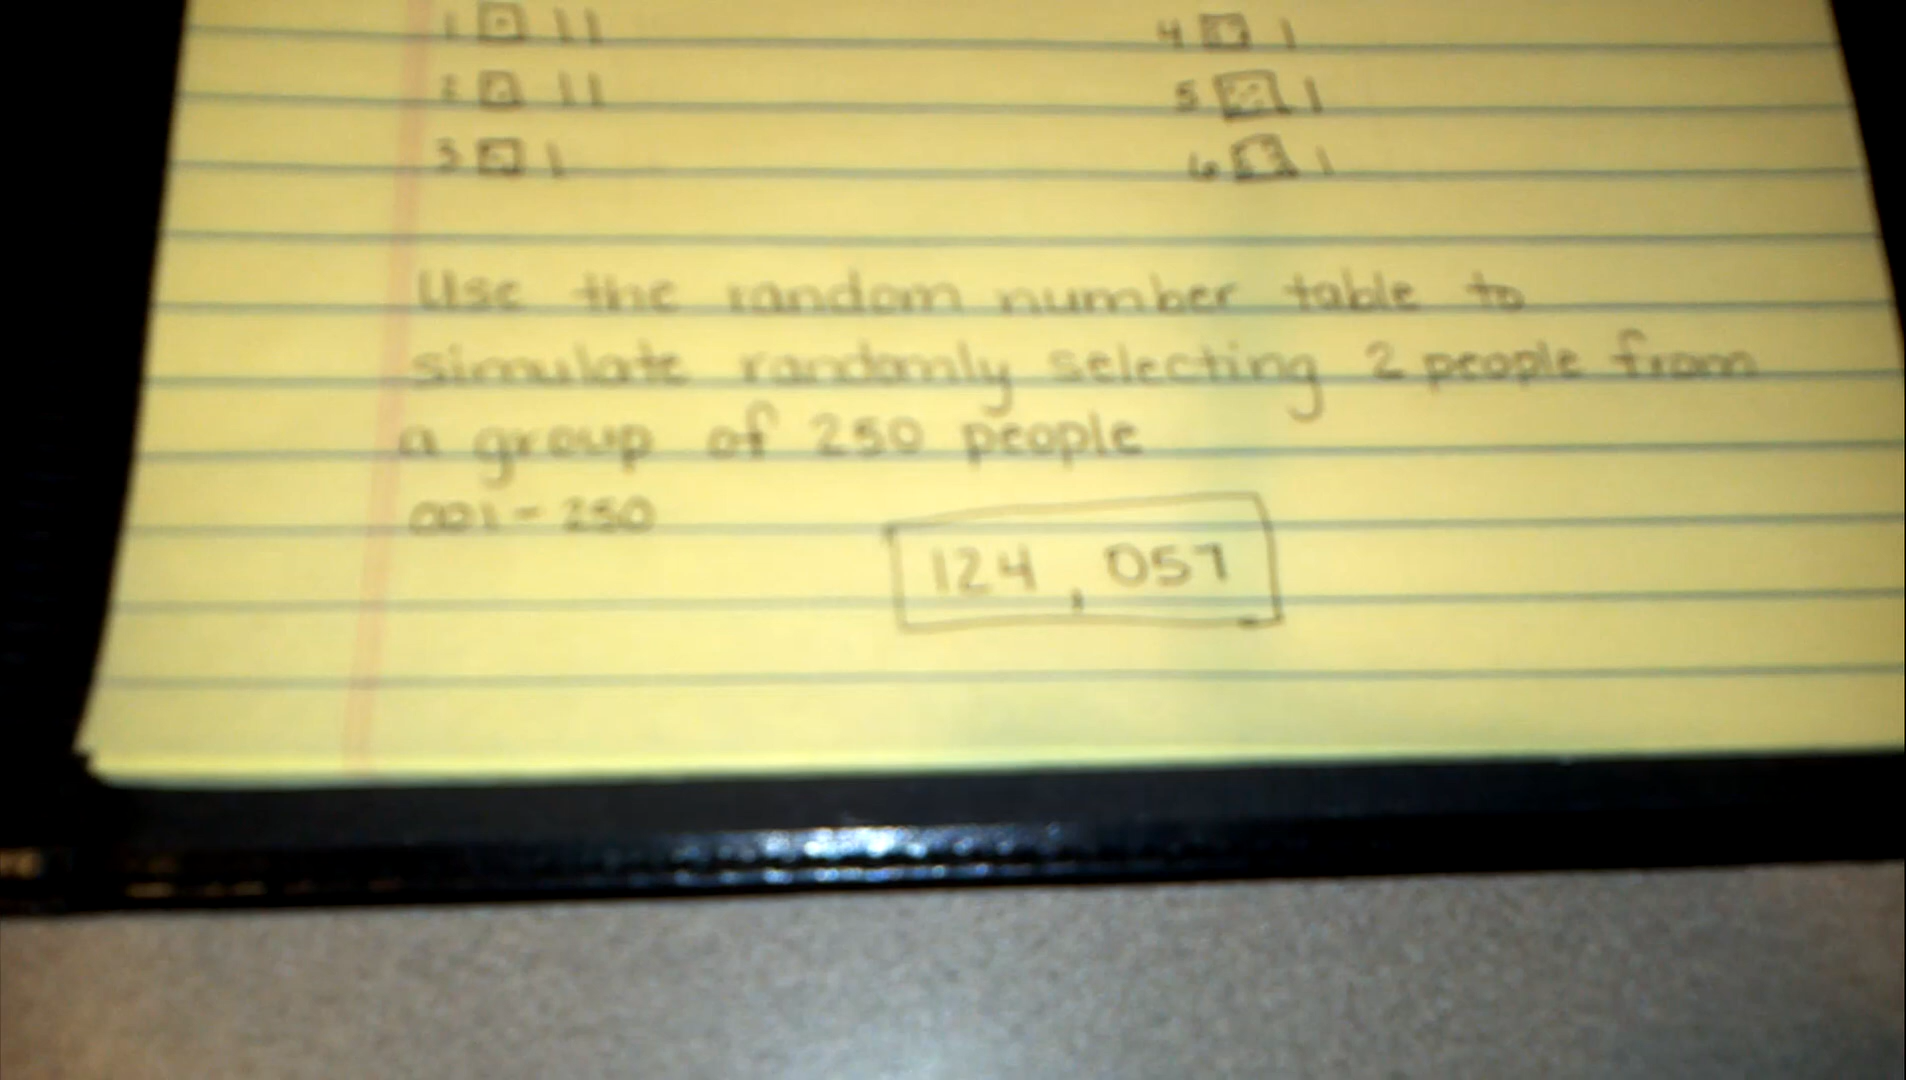 1 11 4 1
2 11 5 1
3 1 6 1
Use the random number table to
simulate randomly selecting 2 people from
a group of 250 people
001 - 250
124, 057